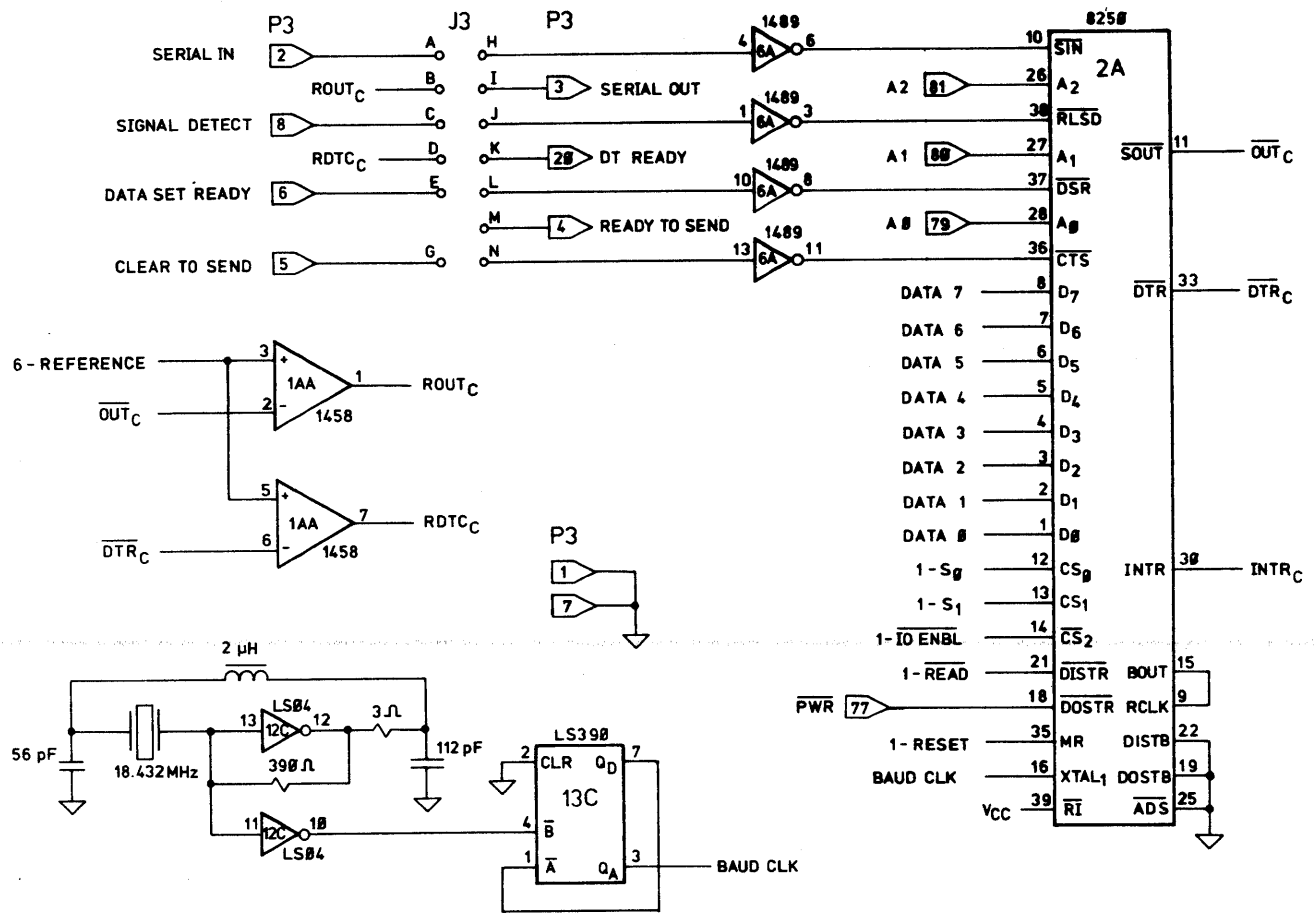 P3 J3 P3
SERIAL IN 2 A H 4 1489 6A 6
ROUTC B I 3 SERIAL OUT
SIGNAL DETECT 8 C J 1 1489 6A 3
RDTCC D K 20 DT READY
DATA SET READY 6 E L 10 1489 6A 8
M 4 READY TO SEND
CLEAR TO SEND 5 G N 13 1489 6A 11
8250
2A
10 SIN
A2 81 26 A2
38 RLSD
A1 80 27 A1
SOUT 11 OUTC
37 DSR
A0 79 28 A0
36 CTS
DATA 7 8 D7
DTR 33 DTRC
DATA 6 7 D6
DATA 5 6 D5
DATA 4 5 D4
DATA 3 4 D3
DATA 2 3 D2
DATA 1 2 D1
DATA 0 1 D0
1-S0 12 CS0
INTR 30 INTRC
1-S1 13 CS1
1-IO ENBL 14 CS2
1-READ 21 DISTR
BOUT 15
PWR 77 18 DOSTR
RCLK 9
1-RESET 35 MR
DISTB 22
BAUD CLK 16 XTAL1
DOSTB 19
VCC 39 RI
ADS 25
6-REFERENCE 3 +
1AA 1 ROUTC
OUTC 2 -
1458
5 +
1AA 7 RDTCC
DTRC 6 -
1458
P3
1
7
2 µH
LS04
13 12C 12 3Ω
56 pF
18.432MHz
390Ω
112 pF
11 12C 10
LS04
LS390
2 CLR QD 7
13C
4 B
1 A QA 3 BAUD CLK